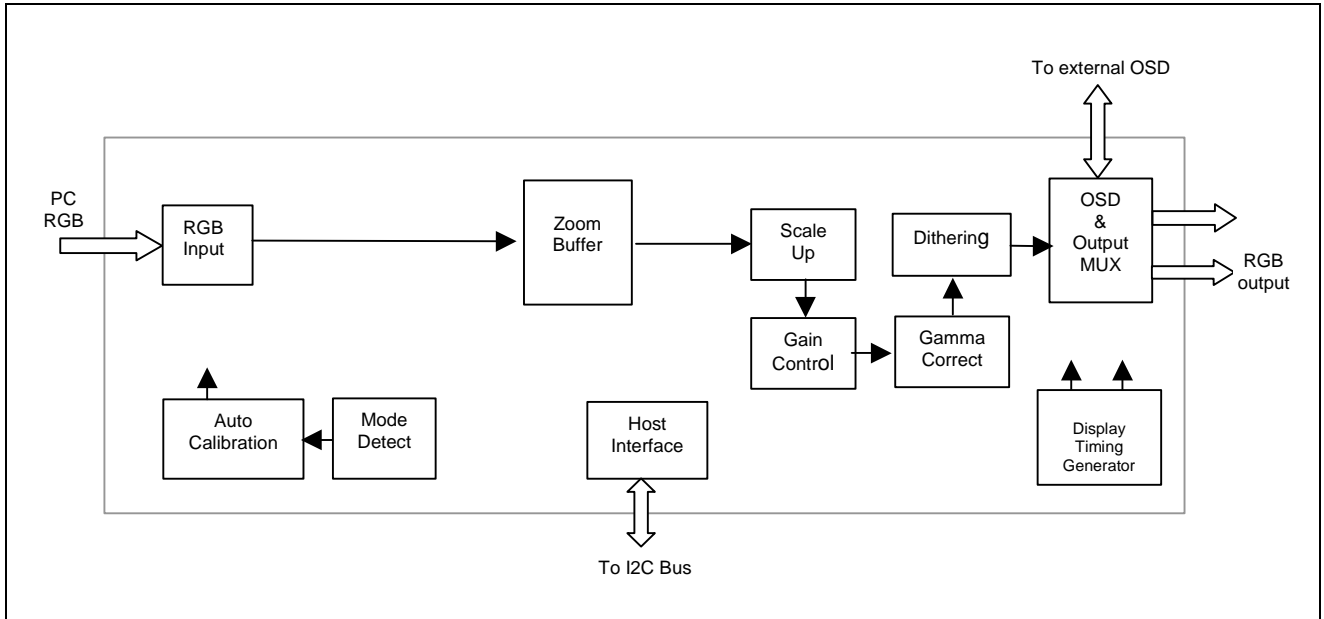 To external OSD
PC
RGB
RGB
Input
Zoom
Buffer
Scale
Up
Dithering
OSD
&
Output
MUX
RGB
output
Gain
Control
Gamma
Correct
Auto
Calibration
Mode
Detect
Host
Interface
Display
Timing
Generator
To I2C Bus